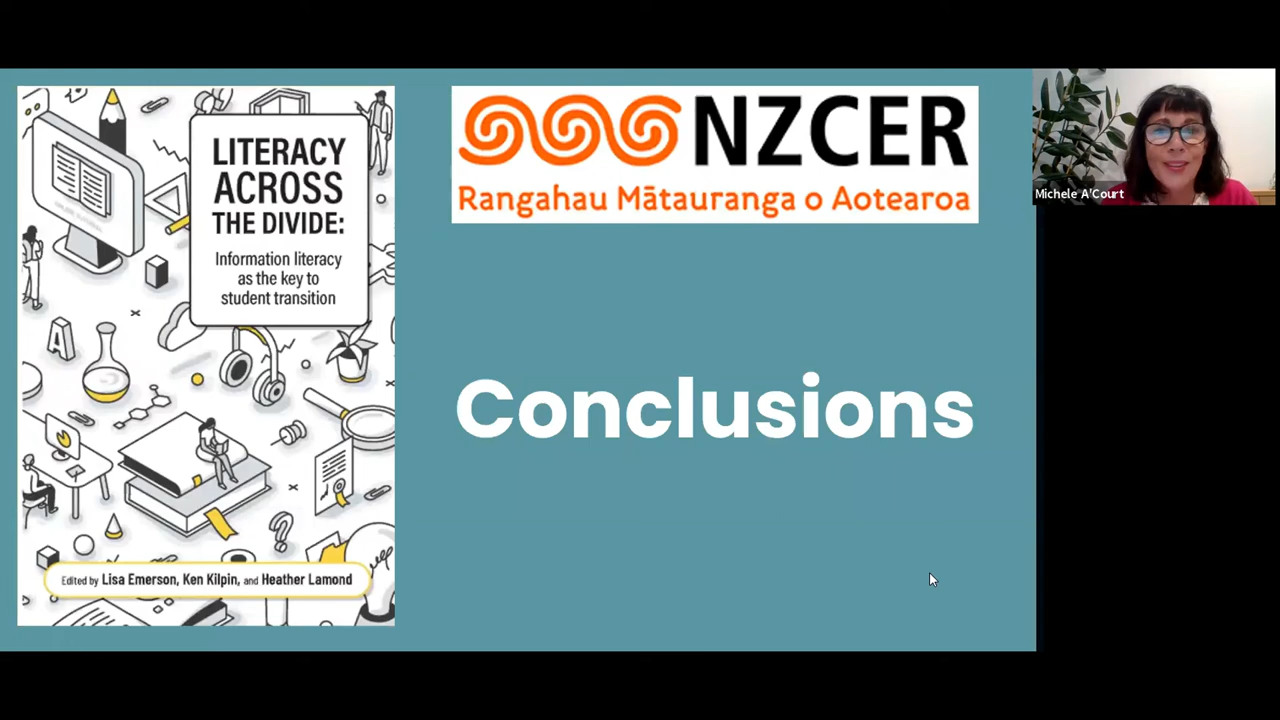 LITERACY
ACROSS
THE DIVIDE:
Information literacy
as the key to
student transition
A
Edited by Lisa Emerson, Ken Kilpin, and Heather Lamond
NZCER
Rangahau Mātauranga o Aotearoa
Conclusions
Michele A'Court